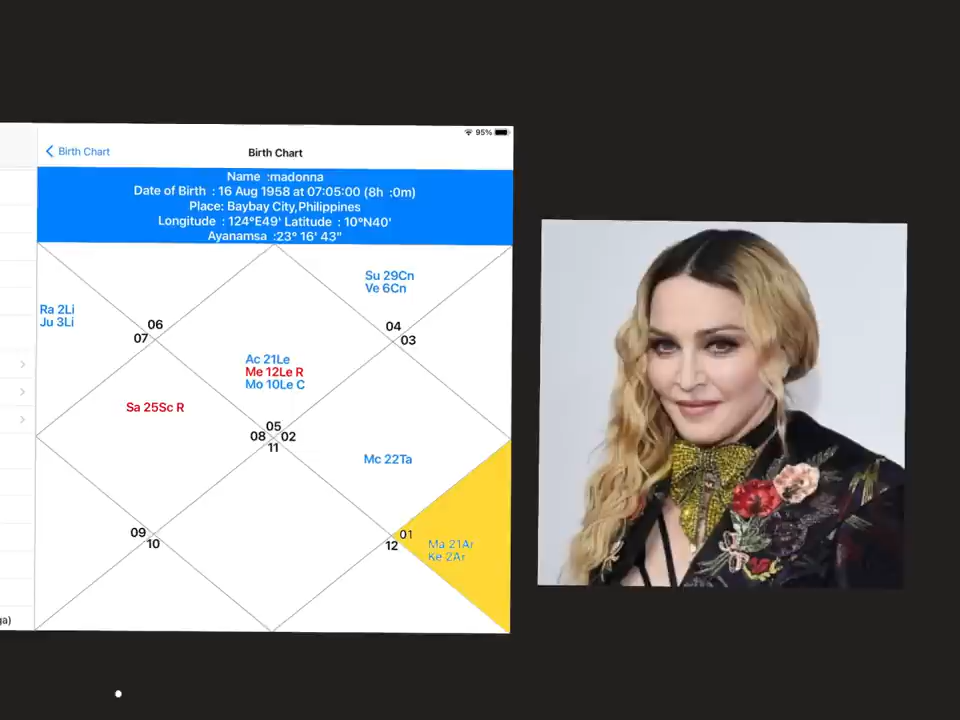 95%
Birth Chart
Birth Chart
Name :madonna
Date of Birth : 16 Aug 1958 at 07:05:00 (8h :0m)
Place: Baybay City,Philippines
Longitude : 124°E49' Latitude : 10°N40'
Ayanamsa :23° 16' 43"
Su 29Cn
Ve 6Cn
Ra 2Li
Ju 3Li
06
07
04
03
Ac 21Le
Me 12Le R
Mo 10Le C
Sa 25Sc R
05
08
02
11
Mc 22Ta
09
10
01
12
Ma 21Ar
Ke 2Ar
ga)